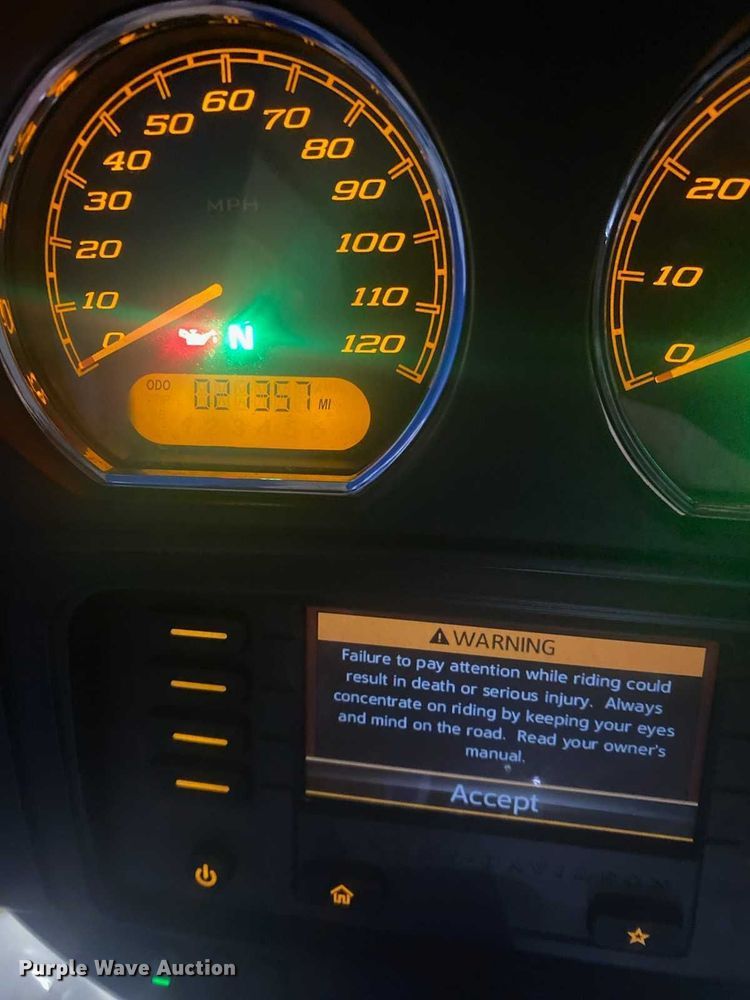 60
50
70
40
80
30
MPH
90
20
100
10
110
0
N
120
ODO
021357 MI
20
10
0
WARNING
Failure to pay attention while riding could
result in death or serious injury. Always
concentrate on riding by keeping your eyes
and mind on the road. Read your owner's
manual.
Accept
Purple Wave Auction